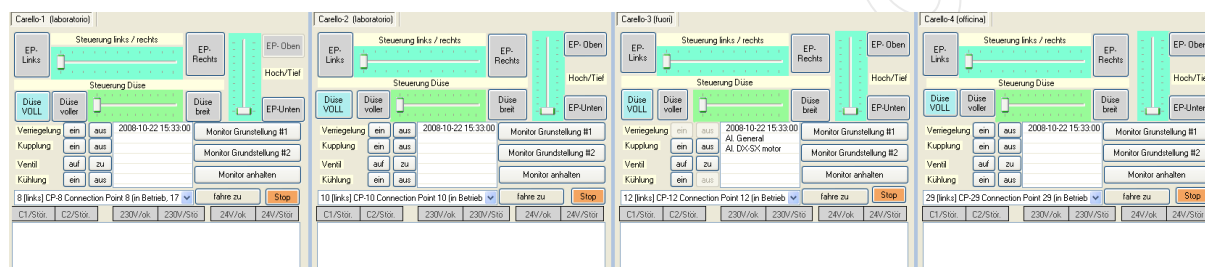 Carello-1 (laboratorio)
Steuerung links / rechts
EP-Links
EP-Rechts
EP- Oben
Hoch/Tief
Steuerung Düse
Düse VOLL
Düse voller
Düse breit
EP-Unten
Verriegelung ein aus 2008-10-22 15:33:00 Monitor Grunstellung #1
Kupplung ein aus Monitor Grundstellung #2
Ventil auf zu Monitor anhalten
Kühlung ein aus
8 [links] CP-8 Connection Point 8 (in Betrieb, 17 fahre zu Stop
C1/Stör. C2/Stör. 230V/ok 230V/Stö 24V/ok 24V/Stör
Carello-2 (laboratorio)
Steuerung links / rechts
EP-Links
EP-Rechts
EP- Oben
Hoch/Tief
Steuerung Düse
Düse VOLL
Düse voller
Düse breit
EP-Unten
Verriegelung ein aus 2008-10-22 15:33:00 Monitor Grunstellung #1
Kupplung ein aus Monitor Grundstellung #2
Ventil auf zu Monitor anhalten
Kühlung ein aus
10 [links] CP-10 Connection Point 10 (in Betrieb fahre zu Stop
C1/Stör. C2/Stör. 230V/ok 230V/Stö 24V/ok 24V/Stör
Carello-3 (fuori)
Steuerung links / rechts
EP-Links
EP-Rechts
EP- Oben
Hoch/Tief
Steuerung Düse
Düse VOLL
Düse voller
Düse breit
EP-Unten
Verriegelung ein aus 2008-10-22 15:33:00 Monitor Grunstellung #1
Al. General
Kupplung ein aus Al. DX-SX motor Monitor Grundstellung #2
Ventil auf zu Monitor anhalten
Kühlung ein aus
12 [links] CP-12 Connection Point 12 (in Betrieb fahre zu Stop
C1/Stör. C2/Stör. 230V/ok 230V/Stö 24V/ok 24V/Stör
Carello-4 (officina)
Steuerung links / rechts
EP-Links
EP-Rechts
EP- Oben
Hoch/Tief
Steuerung Düse
Düse VOLL
Düse voller
Düse breit
EP-Unten
Verriegelung ein aus 2008-10-22 15:33:00 Monitor Grunstellung #1
Kupplung ein aus Monitor Grundstellung #2
Ventil auf zu Monitor anhalten
Kühlung ein aus
29 [links] CP-29 Connection Point 29 (in Betrieb fahre zu Stop
C1/Stör. C2/Stör. 230V/ok 230V/Stö 24V/ok 24V/Stör